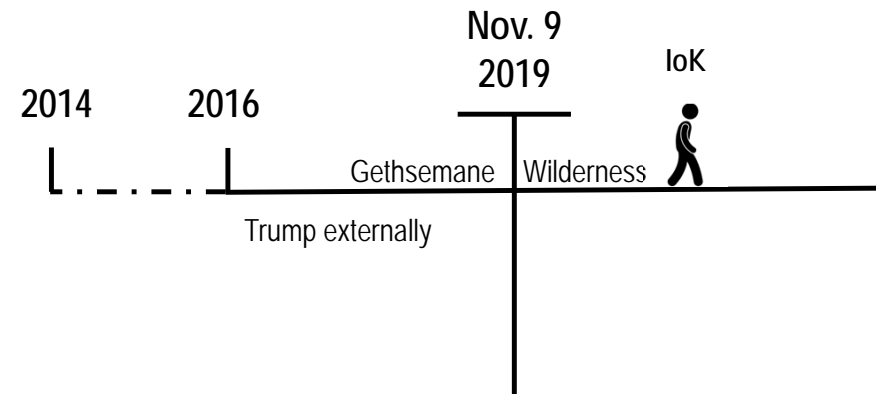 Nov. 9
2019
IoK
2014
2016
Gethsemane
Wilderness
Trump externally